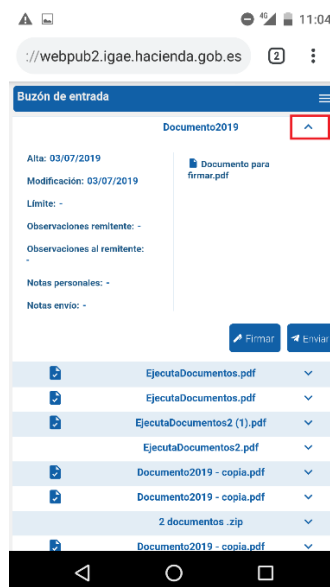 4G 11:04
://webpub2.igae.hacienda.gob.es 2
Buzón de entrada
Documento2019
Alta: 03/07/2019
Modificación: 03/07/2019
Límite: -
Observaciones remitente: -
Observaciones al remitente:
-
Notas personales: -
Notas envío: -
Documento para
firmar.pdf
Firmar Enviar
EjecutaDocumentos.pdf
EjecutaDocumentos.pdf
EjecutaDocumentos2 (1).pdf
EjecutaDocumentos2.pdf
Documento2019 - copia.pdf
Documento2019 - copia.pdf
2 documentos .zip
Documento2019 - copia.pdf